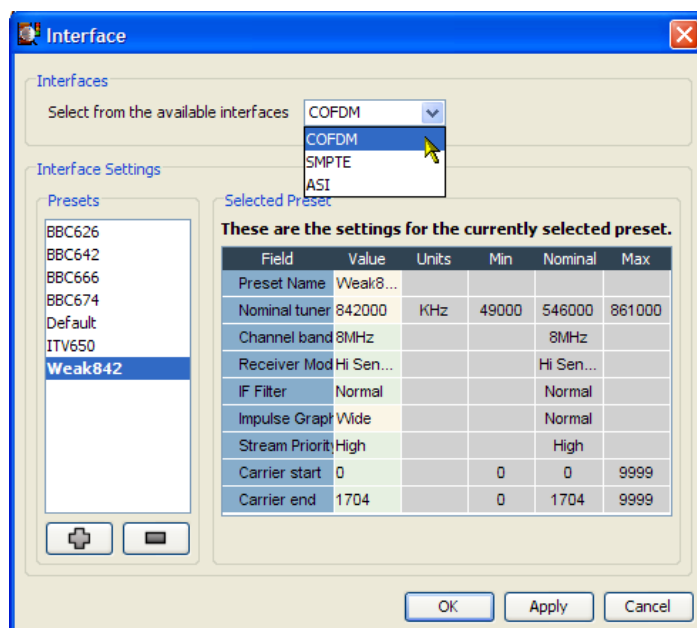 Interface
Interfaces
Select from the available interfaces COFDM
COFDM
SMPTE
ASI
Interface Settings
Presets
BBC626
BBC642
BBC666
BBC674
Default
ITV650
Weak842
Selected Preset
These are the settings for the currently selected preset.
Field Value Units Min Nominal Max
Preset Name Weak8...
Nominal tuner 842000 KHz 49000 546000 861000
Channel band 8MHz 8MHz
Receiver Mod Hi Sen... Hi Sen...
IF Filter Normal Normal
Impulse Graph Wide Normal
Stream Priority High High
Carrier start 0 0 0 9999
Carrier end 1704 0 1704 9999
OK Apply Cancel